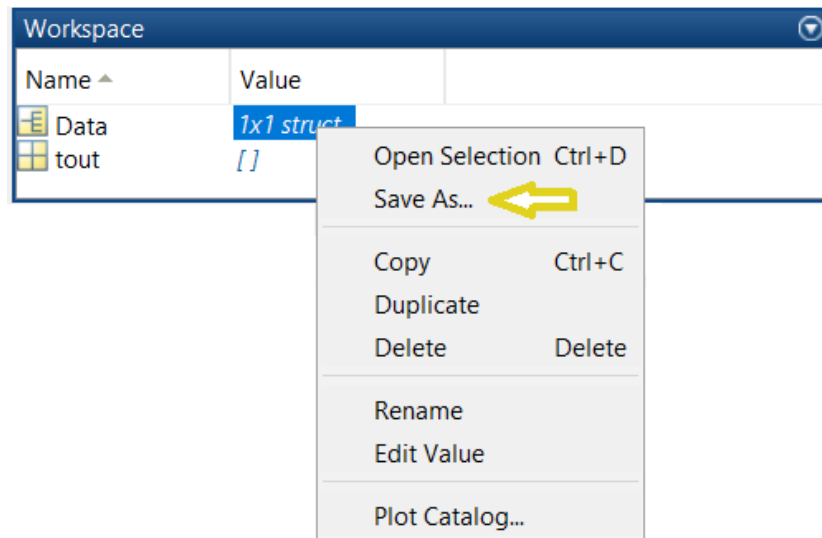 Workspace
Name Value
Data 1x1 struct
tout [ ]
Open Selection Ctrl+D
Save As...
Copy Ctrl+C
Duplicate
Delete Delete
Rename
Edit Value
Plot Catalog...